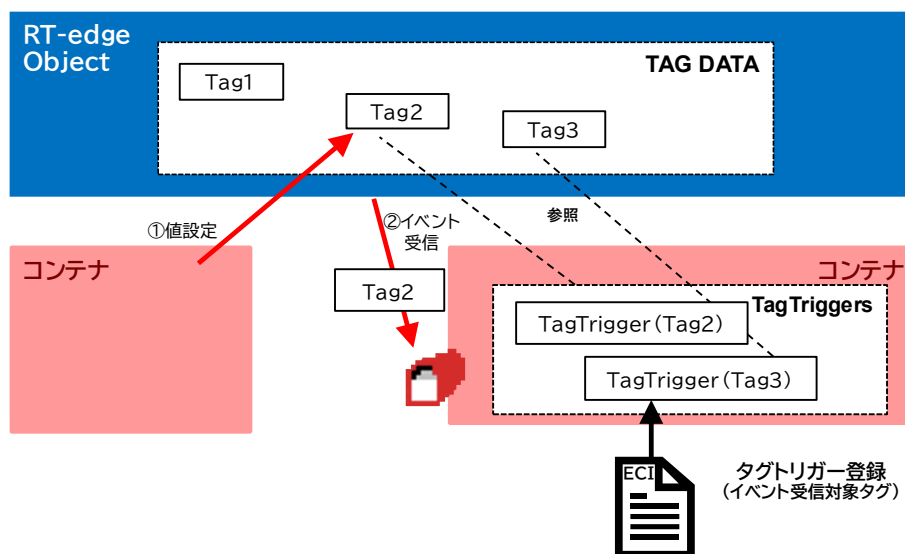 RT-edge
Object
TAG DATA
Tag1
Tag2
Tag3
①値設定
②イベント
受信
参照
コンテナ
Tag2
コンテナ
TagTriggers
TagTrigger(Tag2)
TagTrigger(Tag3)
ECI
タグトリガー登録
(イベント受信対象タグ)